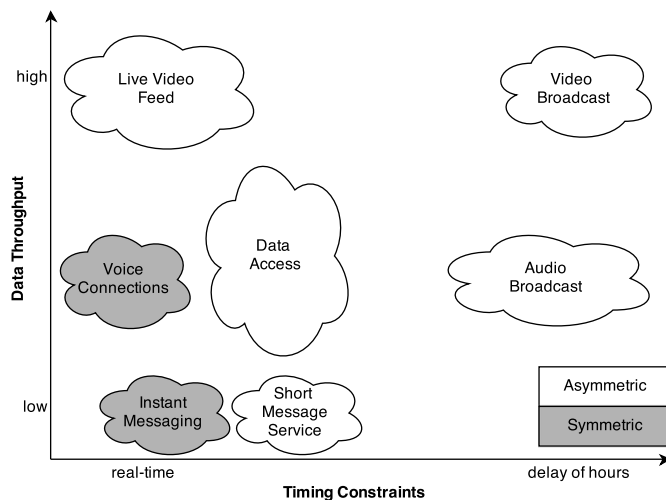 high
Live Video
Feed
Video
Broadcast
Data Throughput
Voice
Connections
Data
Access
Audio
Broadcast
low
Instant
Messaging
Short
Message
Service
Asymmetric
Symmetric
real-time
delay of hours
Timing Constraints